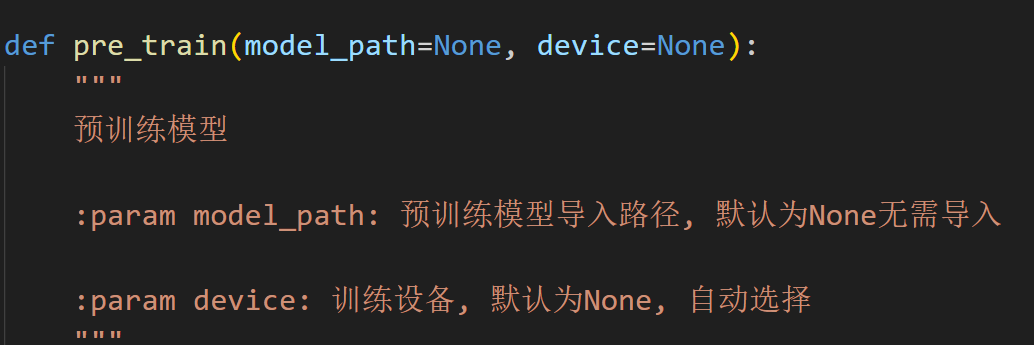 def pre_train(model_path=None, device=None):
"""
预训练模型
:param model_path: 预训练模型导入路径, 默认为None无需导入
:param device: 训练设备, 默认为None, 自动选择
"""